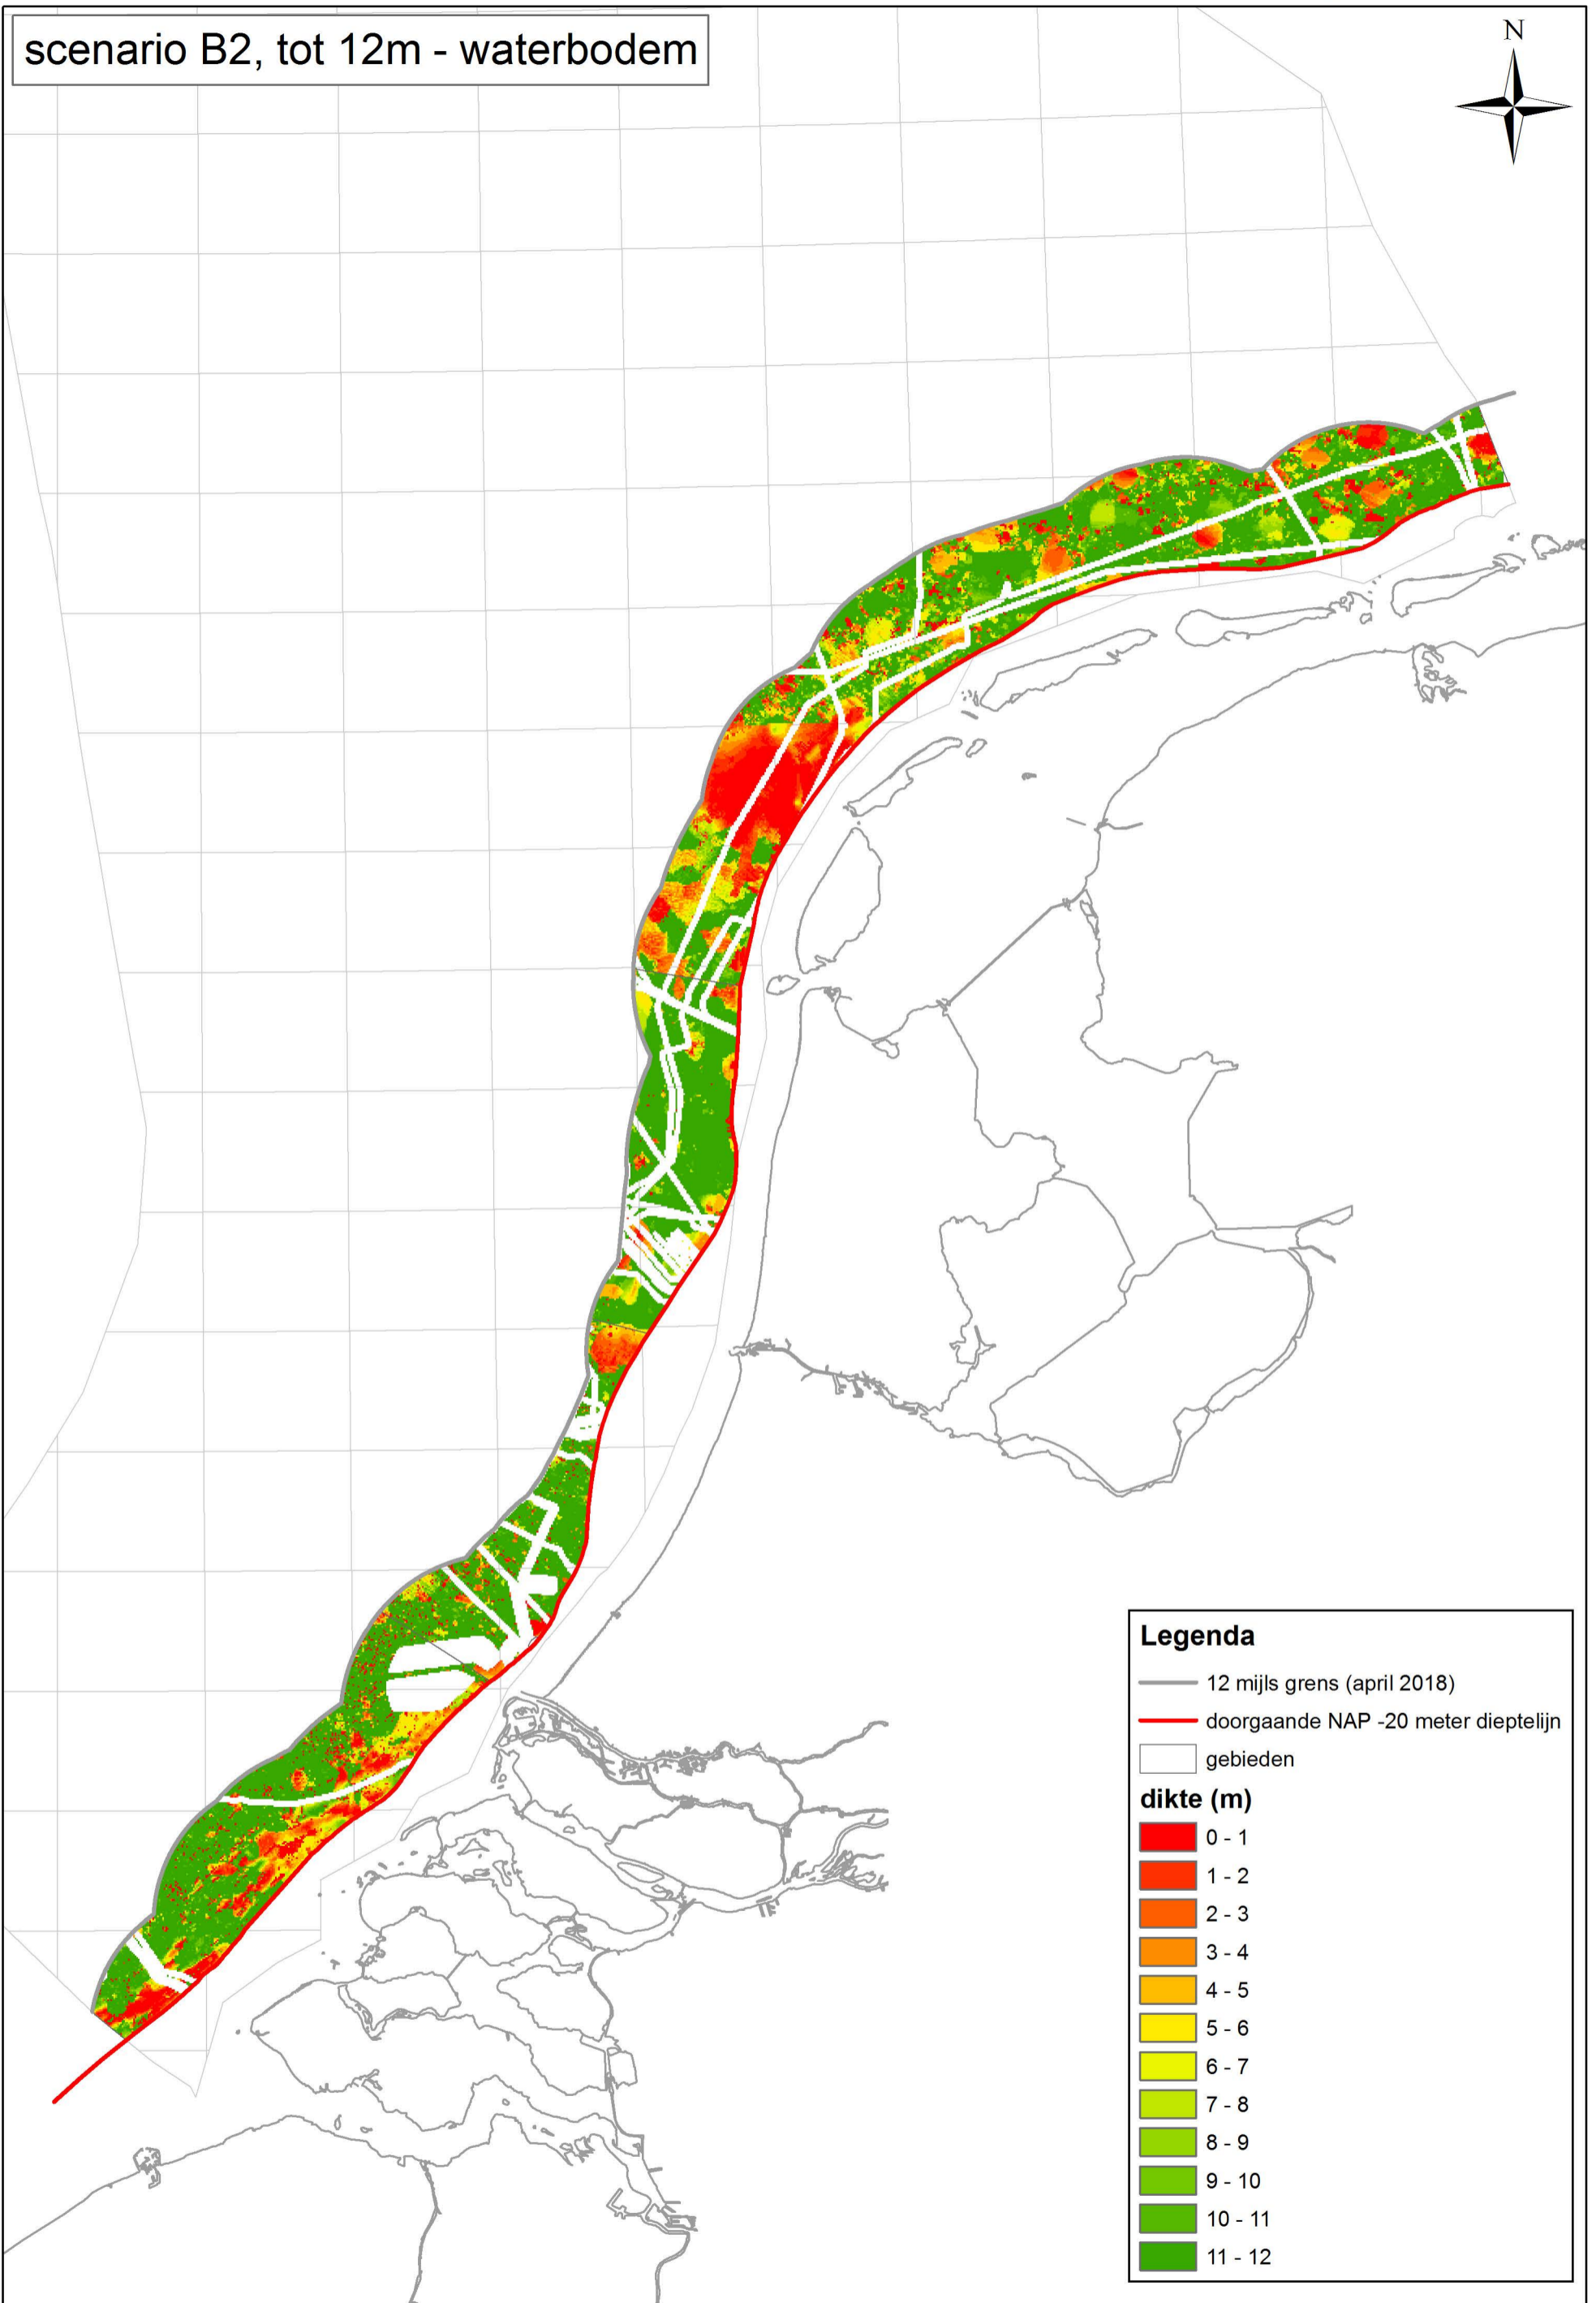 scenario B2, tot 12m - waterbodem
N
Legenda
12 mijls grens (april 2018)
doorgaande NAP -20 meter dieptelijn
gebieden
dikte (m)
0 - 1
1 - 2
2 - 3
3 - 4
4 - 5
5 - 6
6 - 7
7 - 8
8 - 9
9 - 10
10 - 11
11 - 12